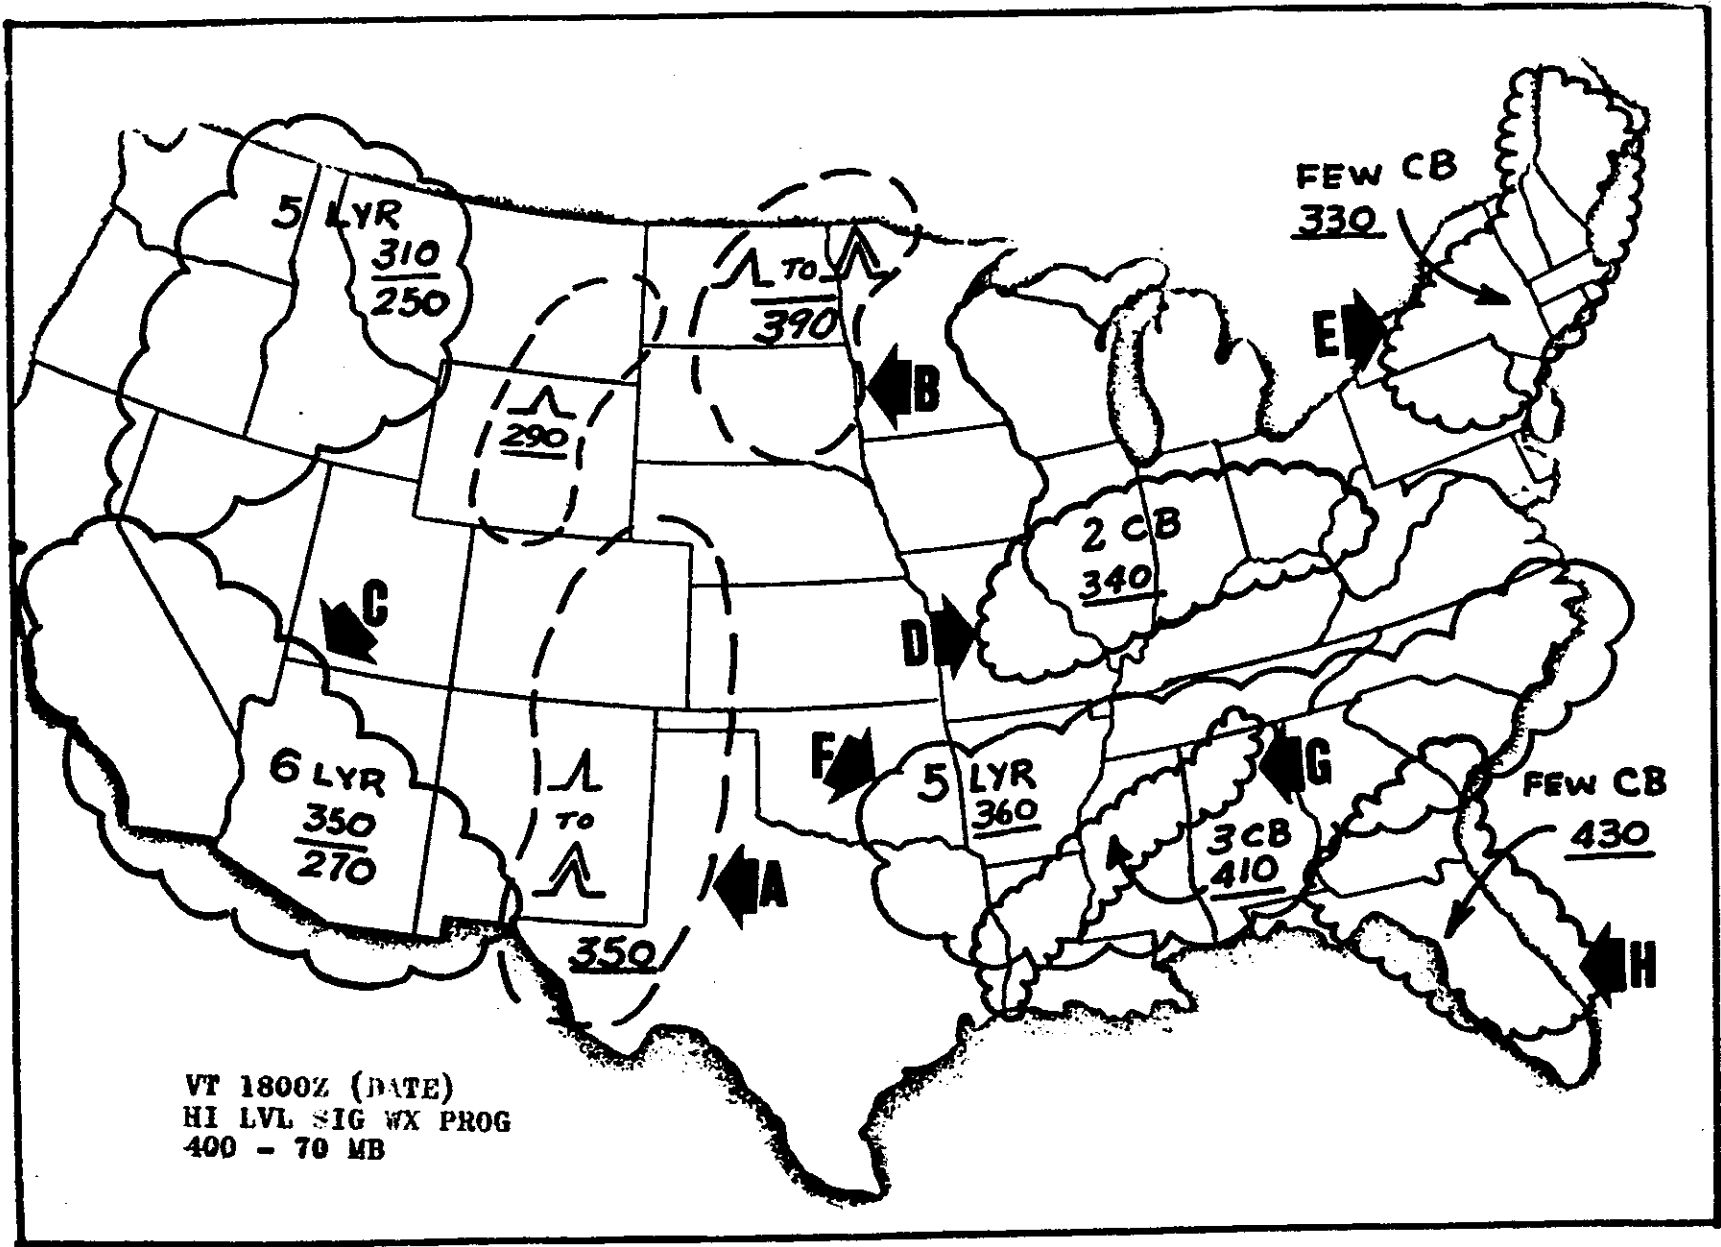 FEW CB
330
5 LYR
310
250
TO
390
E
B
290
2 CB
340
C
D
F
G
5 LYR
360
6 LYR
350
270
TO
3 CB
410
FEW CB
430
A
350
H
VT 1800Z (DATE)
HI LVL SIG WX PROG
400 - 70 MB